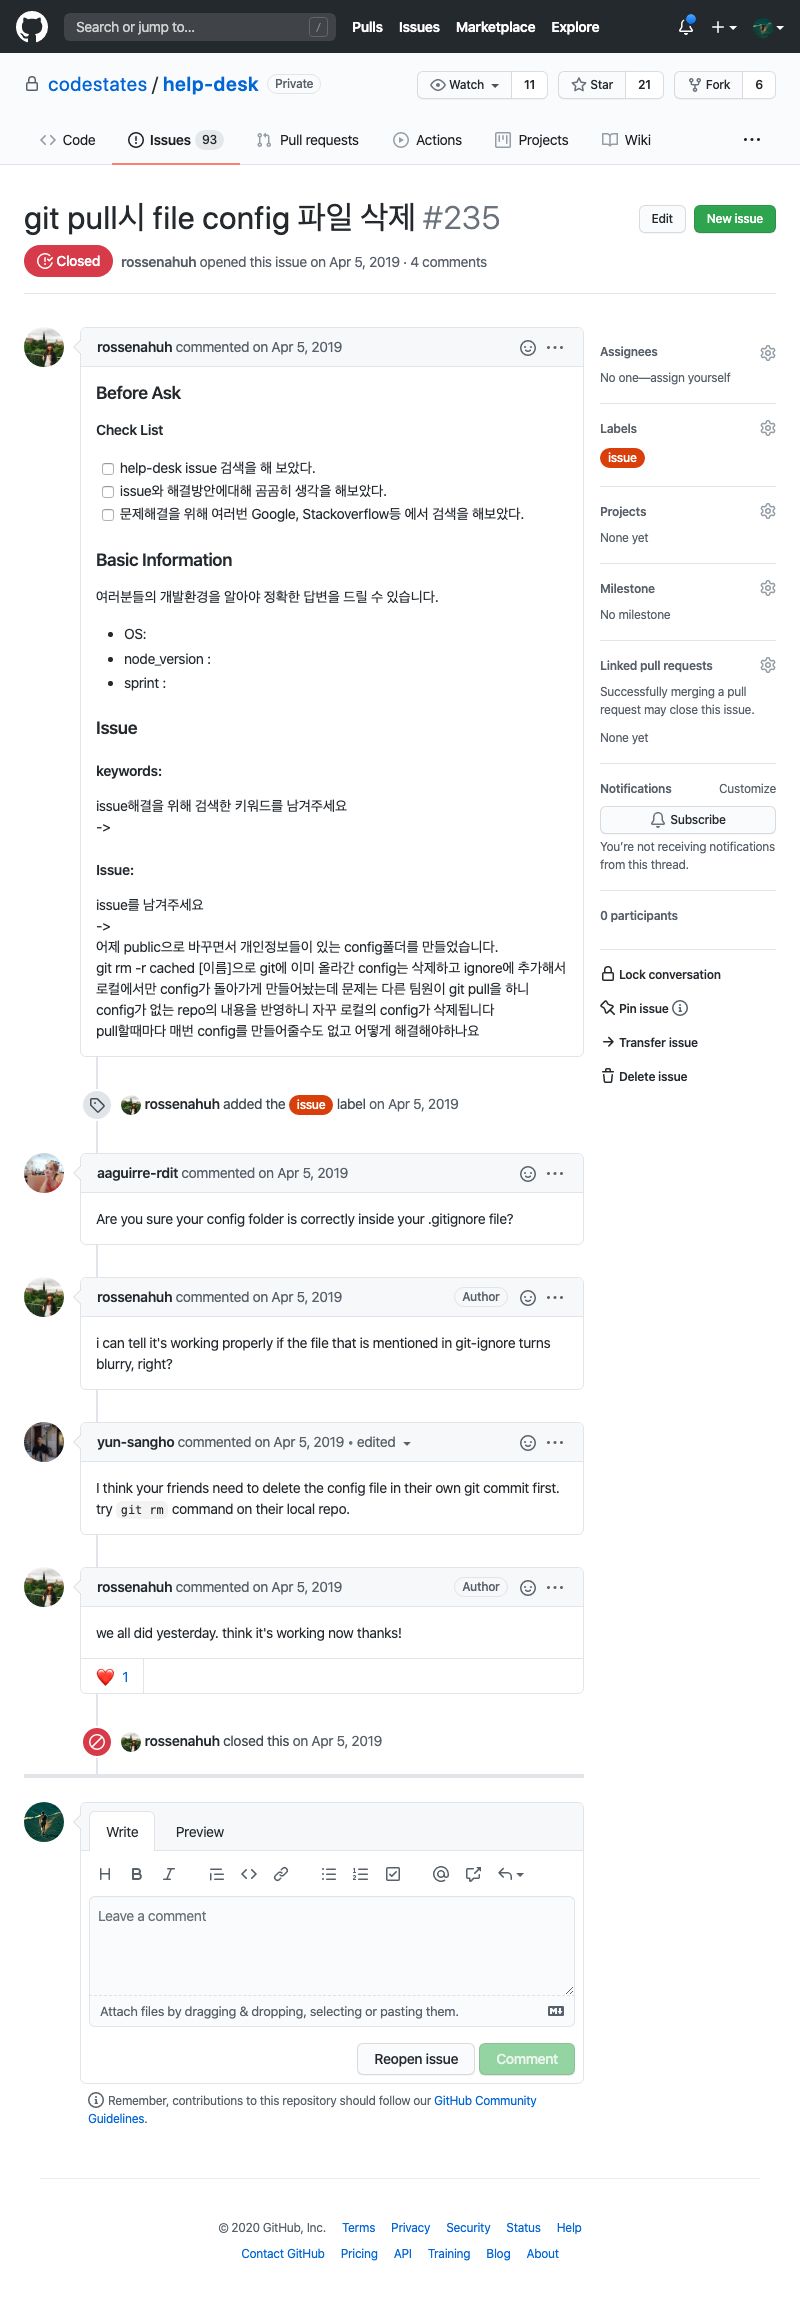 Search or jump to... /
Pulls Issues Marketplace Explore
codestates / help-desk Private
Watch 11 Star 21 Fork 6
Code Issues 93 Pull requests Actions Projects Wiki ···
git pull시 file config 파일 삭제 #235
Edit New issue
Closed rossenahuh opened this issue on Apr 5, 2019 · 4 comments
rossenahuh commented on Apr 5, 2019
Before Ask
Check List
help-desk issue 검색을 해 보았다.
issue와 해결방안에대해 곰곰히 생각을 해보았다.
문제해결을 위해 여러번 Google, Stackoverflow등 에서 검색을 해보았다.
Basic Information
여러분들의 개발환경을 알아야 정확한 답변을 드릴 수 있습니다.
• OS:
• node_version :
• sprint :
Issue
keywords:
issue해결을 위해 검색한 키워드를 남겨주세요
->
Issue:
issue를 남겨주세요
->
어제 public으로 바꾸면서 개인정보들이 있는 config폴더를 만들었습니다.
git rm -r cached [이름]으로 git에 이미 올라간 config는 삭제하고 ignore에 추가해서
로컬에서만 config가 돌아가게 만들어놨는데 문제는 다른 팀원이 git pull을 하니
config가 없는 repo의 내용을 반영하니 자꾸 로컬의 config가 삭제됩니다
pull할때마다 매번 config를 만들어줄수도 없고 어떻게 해결해야하나요
rossenahuh added the issue label on Apr 5, 2019
aaguirre-rdit commented on Apr 5, 2019
Are you sure your config folder is correctly inside your .gitignore file?
rossenahuh commented on Apr 5, 2019 Author
i can tell it's working properly if the file that is mentioned in git-ignore turns
blurry, right?
yun-sangho commented on Apr 5, 2019 • edited
I think your friends need to delete the config file in their own git commit first.
try git rm command on their local repo.
rossenahuh commented on Apr 5, 2019 Author
we all did yesterday. think it's working now thanks!
❤️ 1
rossenahuh closed this on Apr 5, 2019
Write Preview
H B I
Leave a comment
Attach files by dragging & dropping, selecting or pasting them.
Reopen issue Comment
Remember, contributions to this repository should follow our GitHub Community
Guidelines.
Assignees
No one—assign yourself
Labels
issue
Projects
None yet
Milestone
No milestone
Linked pull requests
Successfully merging a pull
request may close this issue.
None yet
Notifications Customize
Subscribe
You're not receiving notifications
from this thread.
0 participants
Lock conversation
Pin issue
Transfer issue
Delete issue
© 2020 GitHub, Inc. Terms Privacy Security Status Help
Contact GitHub Pricing API Training Blog About